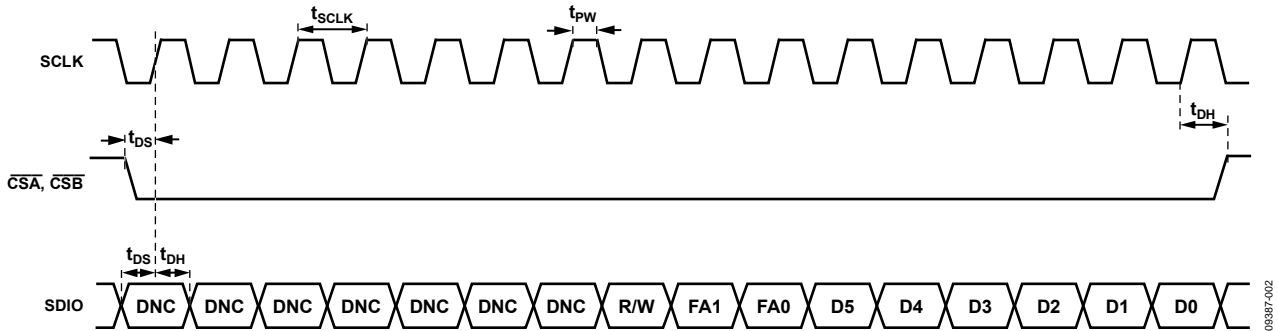 tSCLK
tPW
SCLK
tDH
tDS
CSA, CSB
tDS tDH
SDIO DNC DNC DNC DNC DNC DNC DNC R/W FA1 FA0 D5 D4 D3 D2 D1 D0
09387-002